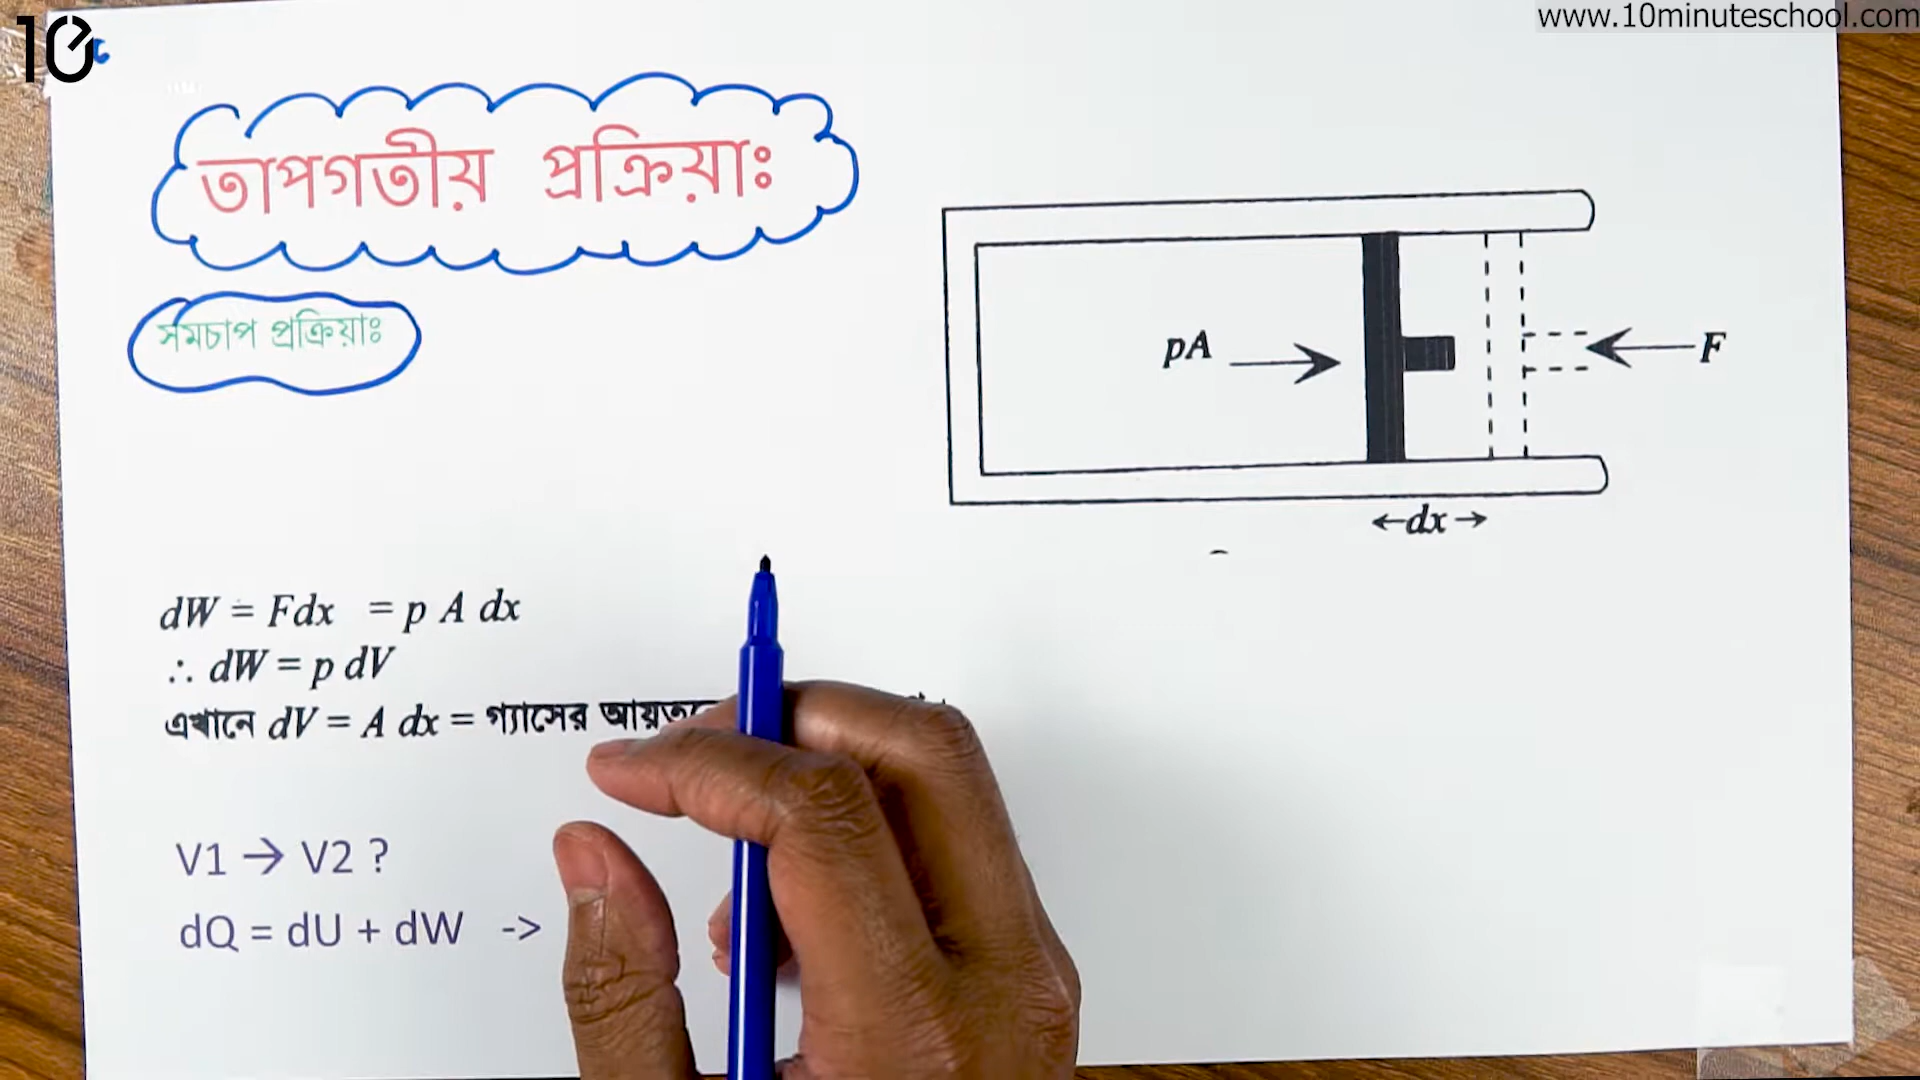 www.10minuteschool.com
10
তাপগতীয় প্রক্রিয়াঃ
সমচাপ প্রক্রিয়াঃ
pA
F
←dx→
dW = Fdx = p A dx
∴ dW = p dV
এখানে dV = A dx = গ্যাসের
V1 → V2 ?
dQ = dU + dW ->